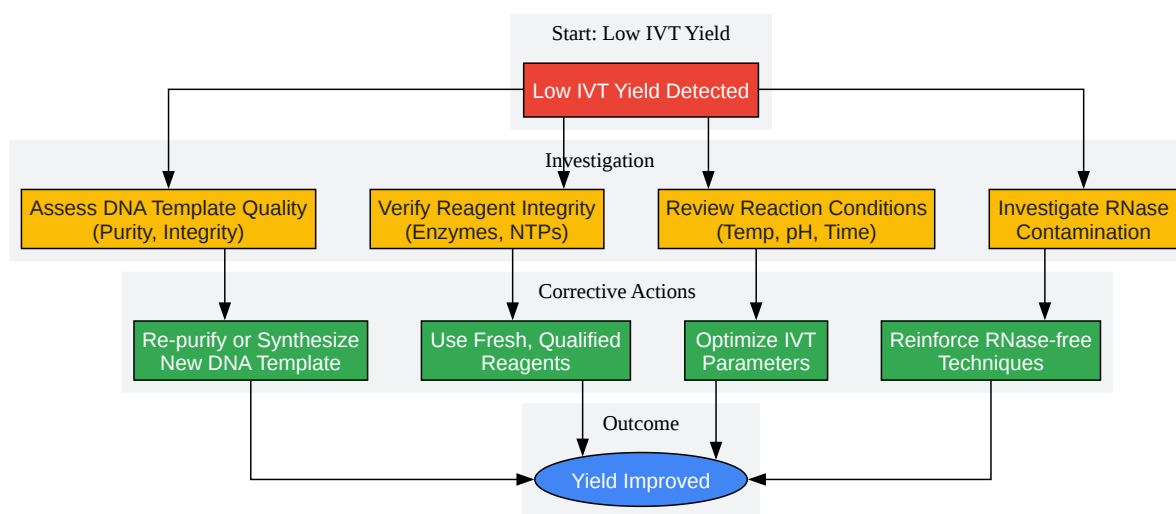 Start: Low IVT Yield
Low IVT Yield Detected
Investigation
Assess DNA Template Quality
(Purity, Integrity)
Verify Reagent Integrity
(Enzymes, NTPs)
Review Reaction Conditions
(Temp, pH, Time)
Investigate RNase
Contamination
Corrective Actions
Re-purify or Synthesize
New DNA Template
Use Fresh, Qualified
Reagents
Optimize IVT
Parameters
Reinforce RNase-free
Techniques
Outcome
Yield Improved